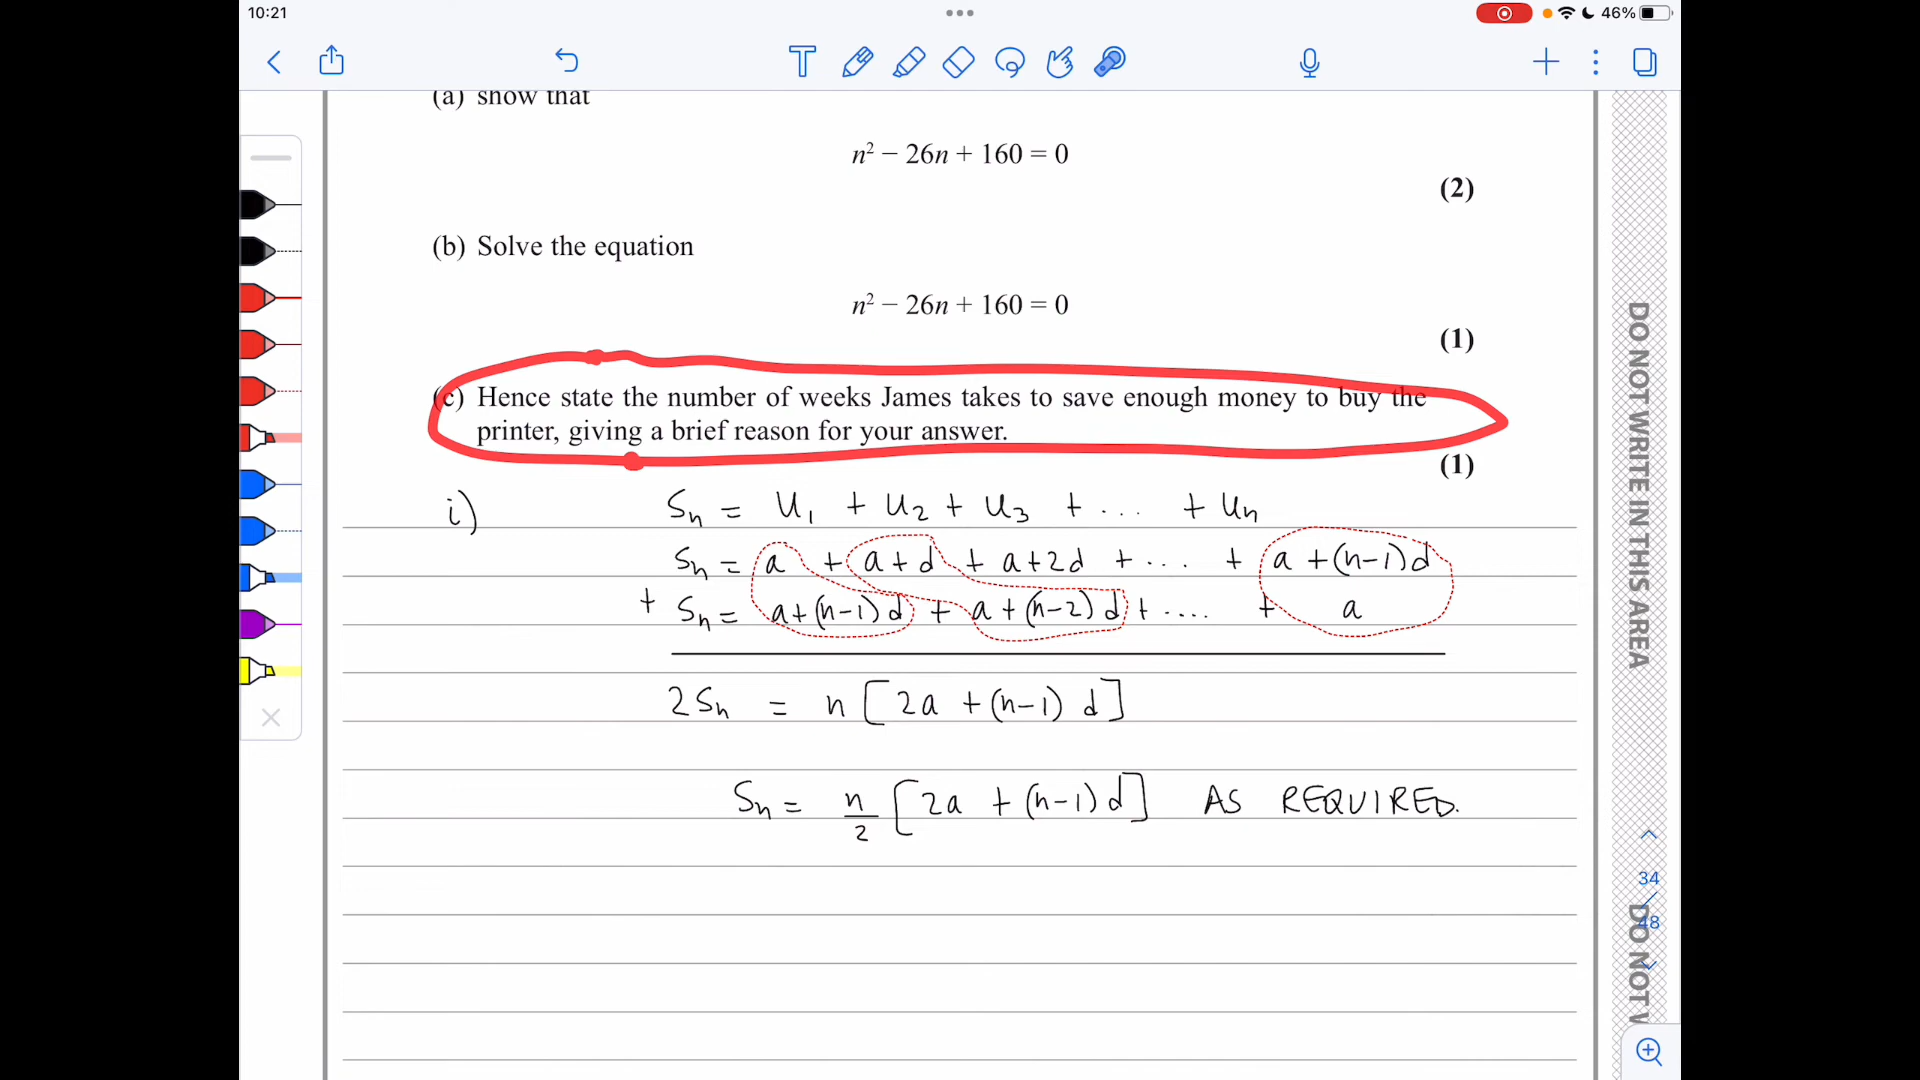 10:21
46%
(a) show that
n² − 26n + 160 = 0
(2)
(b) Solve the equation
n² − 26n + 160 = 0
(1)
(c) Hence state the number of weeks James takes to save enough money to buy the
printer, giving a brief reason for your answer.
(1)
i) Sn = U1 + U2 + U3 + ... + Un
Sn = a + a+d + a+2d + ... + a+(n-1)d
+ Sn = a+(n-1)d + a+(n-2)d + .... + a
2Sn = n[2a+(n-1)d]
Sn = n/2 [2a+(n-1)d] AS REQUIRED.
DO NOT WRITE IN THIS AREA
34
48
DO NOT W